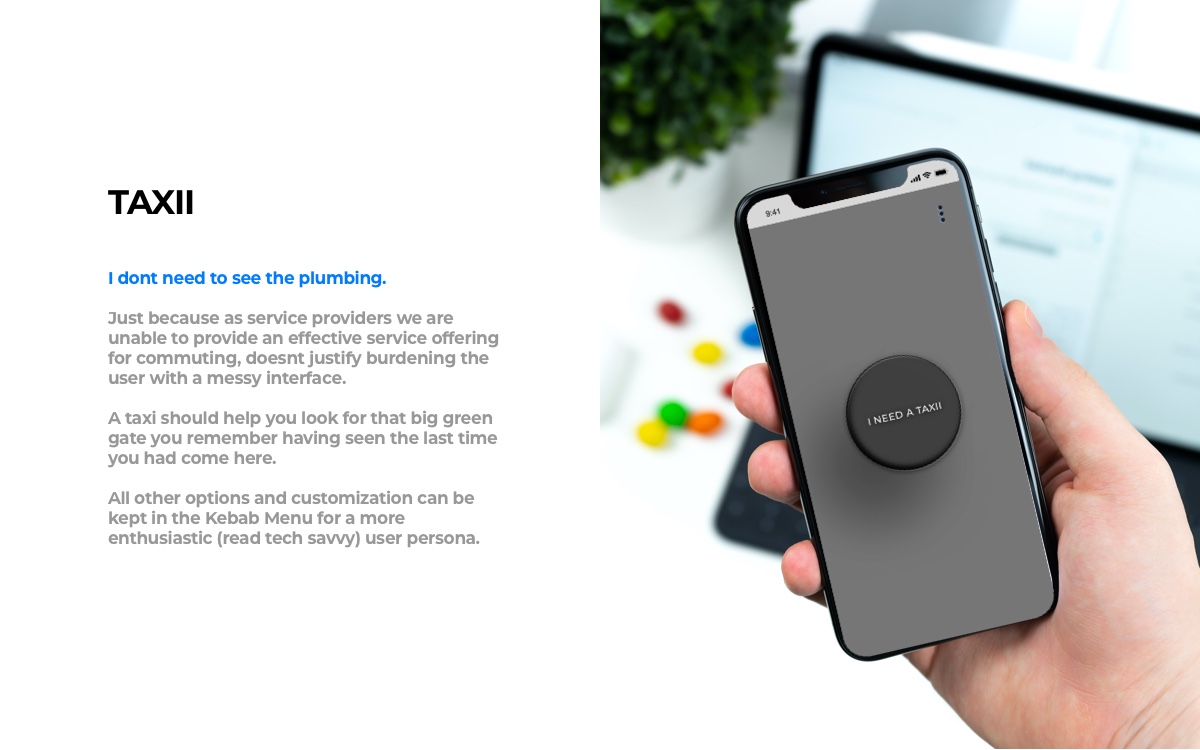 TAXII
I dont need to see the plumbing.
Just because as service providers we are
unable to provide an effective service offering
for commuting, doesnt justify burdening the
user with a messy interface.
A taxi should help you look for that big green
gate you remember having seen the last time
you had come here.
All other options and customization can be
kept in the Kebab Menu for a more
enthusiastic (read tech savvy) user persona.
9:41
I NEED A TAXII